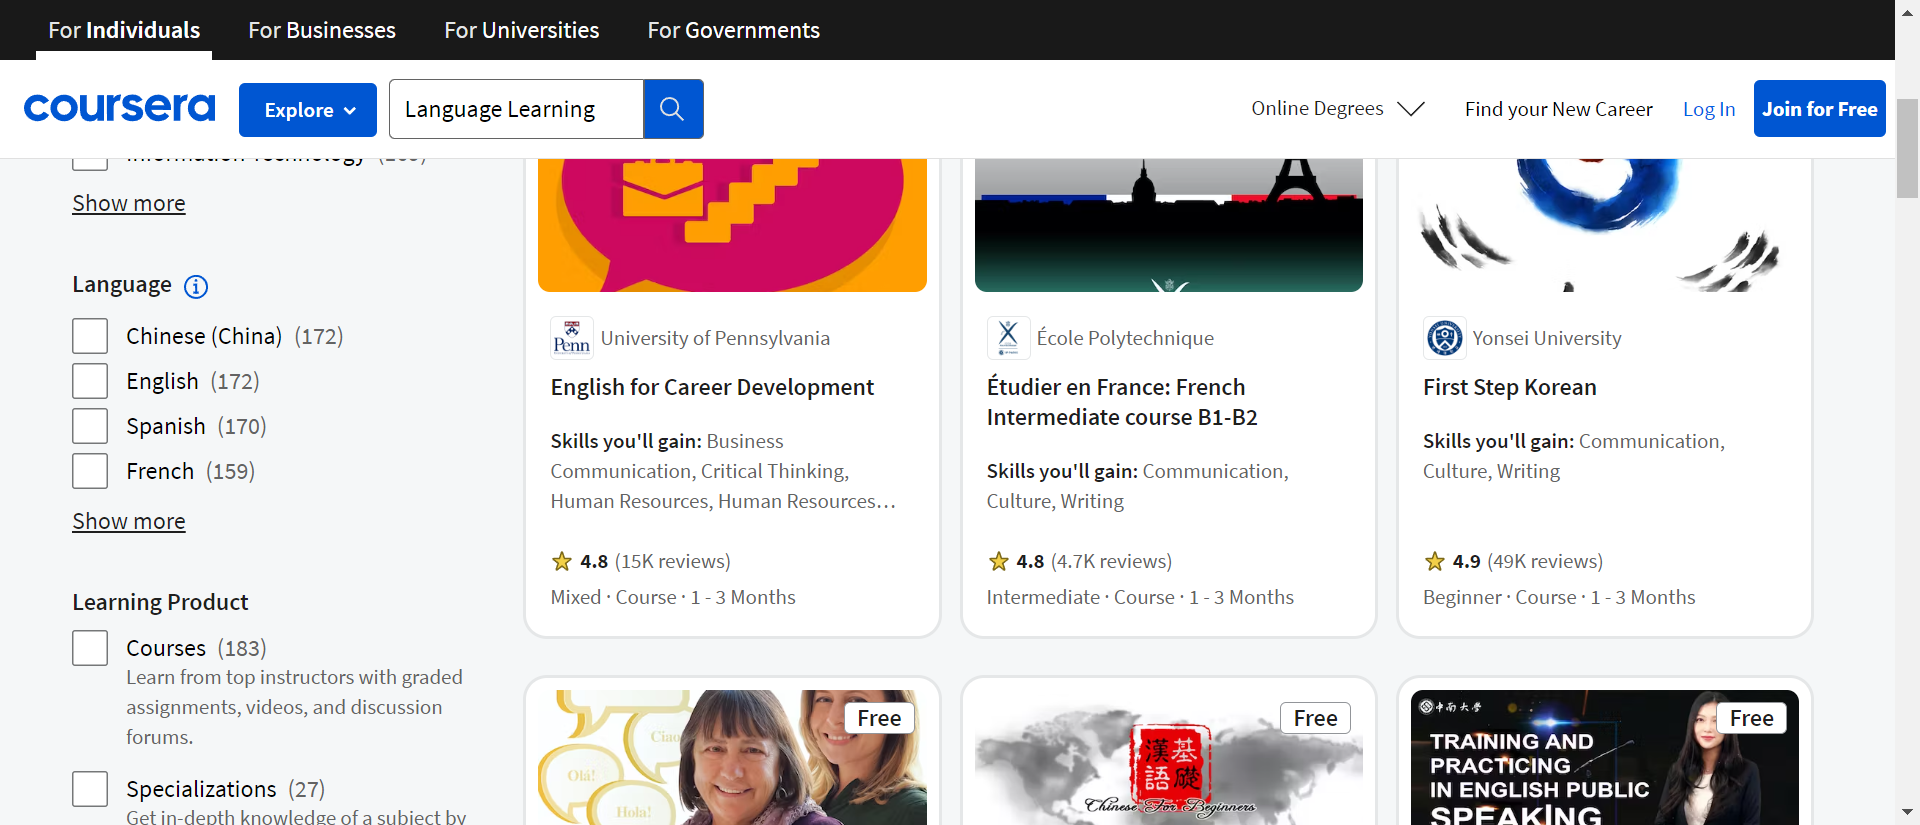 For Individuals
For Businesses
For Universities
For Governments
coursera
Explore
Language Learning
Online Degrees
Find your New Career
Log In
Join for Free
Information Technology
Show more
Language
Chinese (China) (172)
English (172)
Spanish (170)
French (159)
Show more
Learning Product
Courses (183)
Learn from top instructors with graded
assignments, videos, and discussion
forums.
Specializations (27)
Get in-depth knowledge of a subject by
Penn
University of Pennsylvania
English for Career Development
Skills you'll gain: Business
Communication, Critical Thinking,
Human Resources, Human Resources…
4.8 (15K reviews)
Mixed · Course · 1 - 3 Months
École Polytechnique
Étudier en France: French
Intermediate course B1-B2
Skills you'll gain: Communication,
Culture, Writing
4.8 (4.7K reviews)
Intermediate · Course · 1 - 3 Months
Yonsei University
First Step Korean
Skills you'll gain: Communication,
Culture, Writing
4.9 (49K reviews)
Beginner · Course · 1 - 3 Months
Free
Ciao
Olá!
Hola!
Free
漢語
基礎
Chinese For Beginners
中南大学
Free
TRAINING AND
PRACTICING
IN ENGLISH PUBLIC
SPEAKING